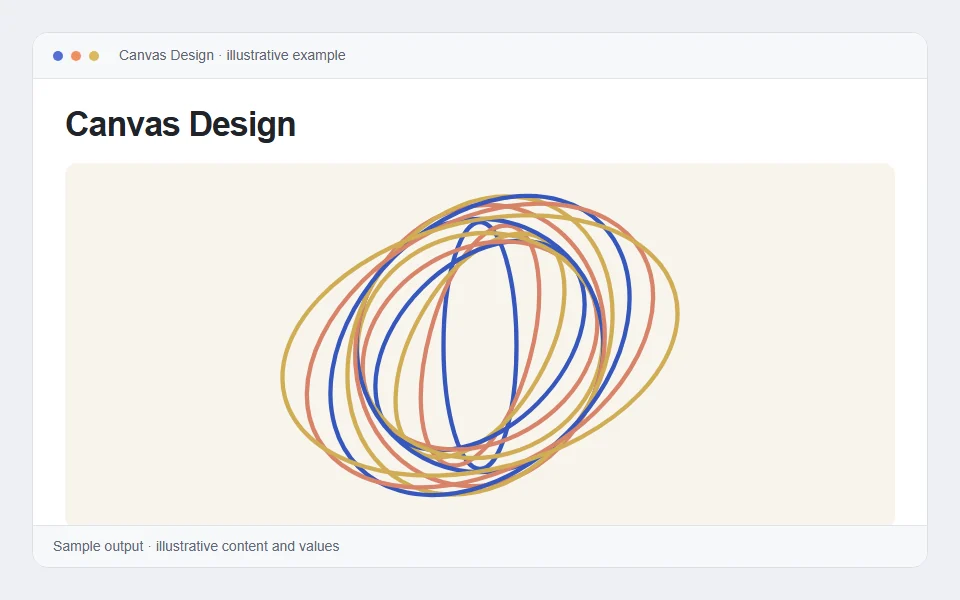 Canvas Design · illustrative example
Canvas Design
Sample output · illustrative content and values